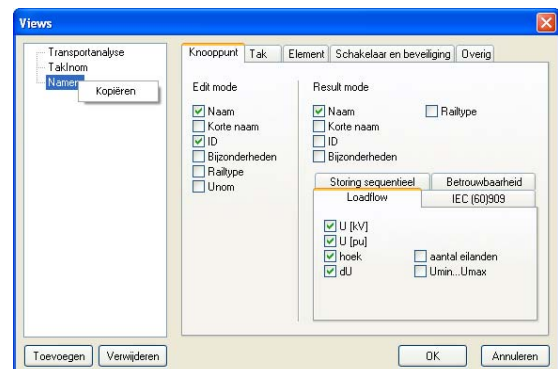 Views
Transportanalyse
TakInom
Namen
Kopiëren
Knooppunt Tak Element Schakelaar en beveiliging Overig
Edit mode
Naam
Korte naam
ID
Bijzonderheden
Railtype
Unom
Result mode
Naam Railtype
Korte naam
ID
Bijzonderheden
Storing sequentieel Betrouwbaarheid
Loadflow IEC (60)909
U [kV]
U [pu]
hoek aantal eilanden
dU Umin...Umax
Toevoegen Verwijderen OK Annuleren